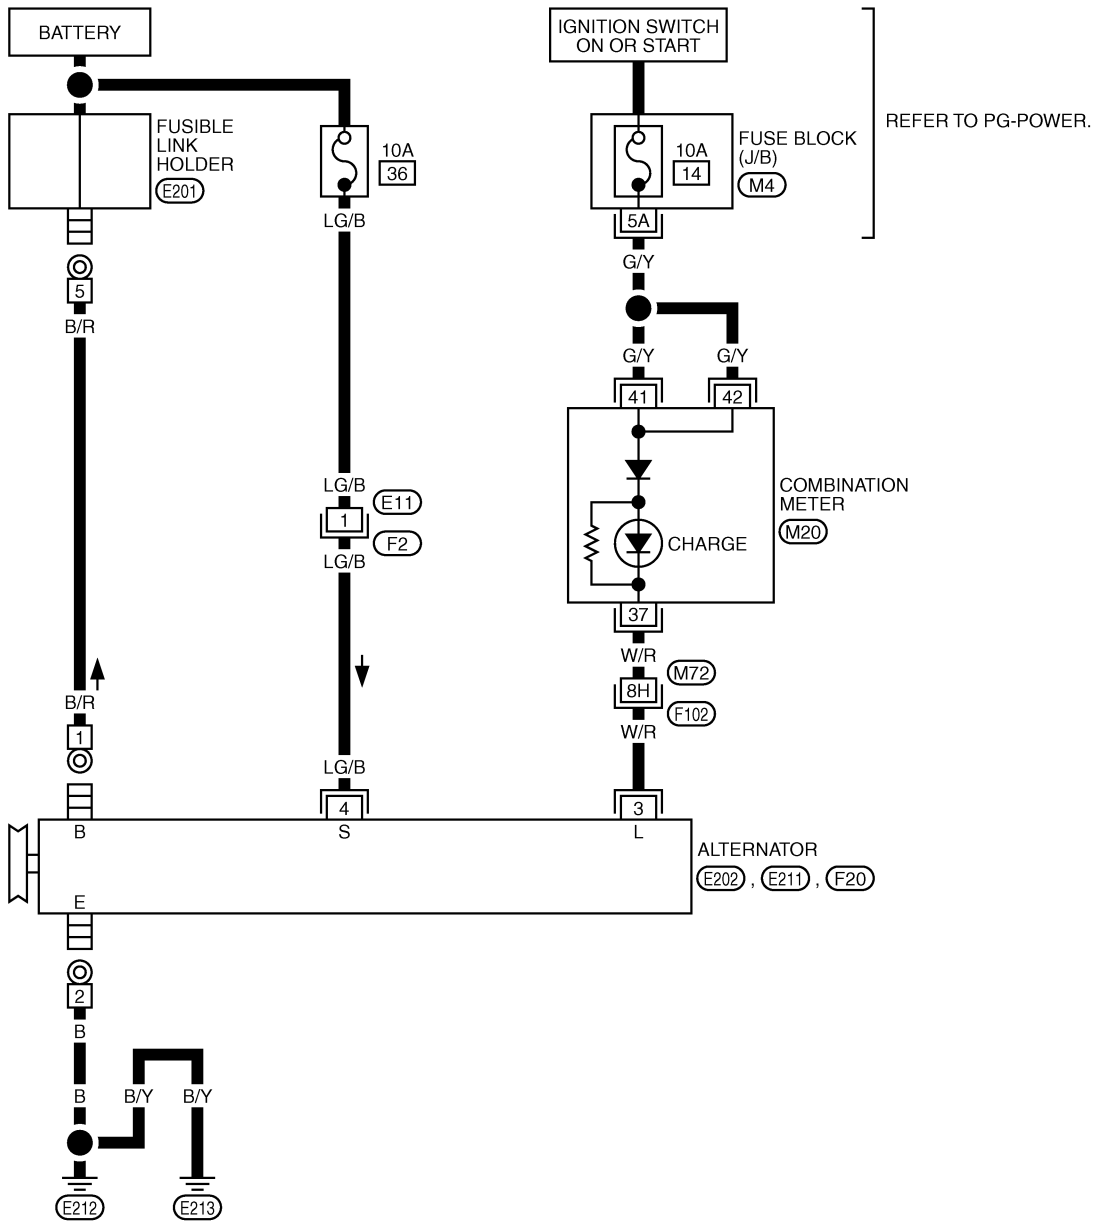 BATTERY
IGNITION SWITCH
ON OR START
REFER TO PG-POWER.
FUSIBLE
LINK
HOLDER
E201
10A
36
10A
14
FUSE BLOCK
(J/B)
M4
LG/B
5A
G/Y
5
B/R
G/Y
G/Y
41
42
LG/B
E11
1
F2
LG/B
COMBINATION
METER
M20
CHARGE
37
W/R
M72
8H
F102
W/R
B/R
1
LG/B
4
3
B
S
L
ALTERNATOR
E202 , E211 , F20
E
2
B
B
B/Y
B/Y
E212
E213